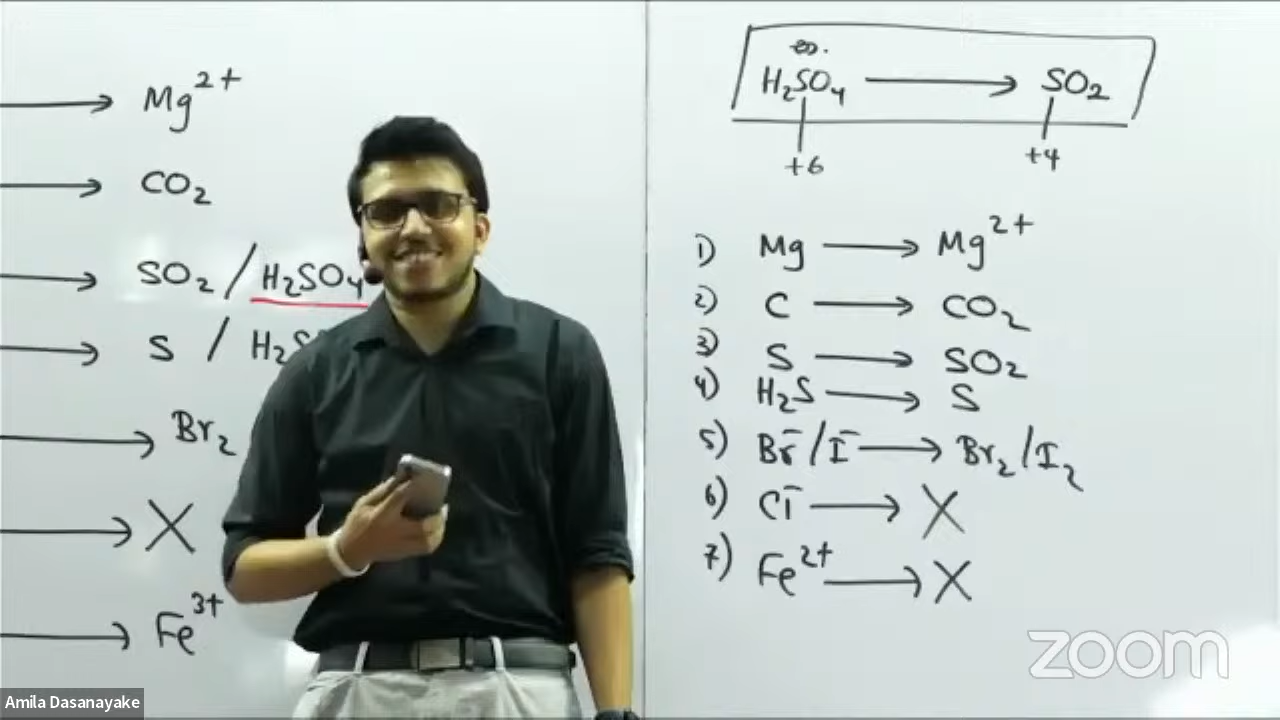 → Mg²⁺
→ CO₂
→ SO₂ / H₂SO₄
→ S /
→ Br₂
→ X
→ Fe³⁺
H₂SO₄ → SO₂
+6 +4
1) Mg → Mg²⁺
2) C → CO₂
3) S → SO₂
4) H₂S → S
5) Br⁻/I⁻ → Br₂/I₂
6) Cl⁻ → X
7) Fe²⁺ → X
zoom
Amila Dasanayake